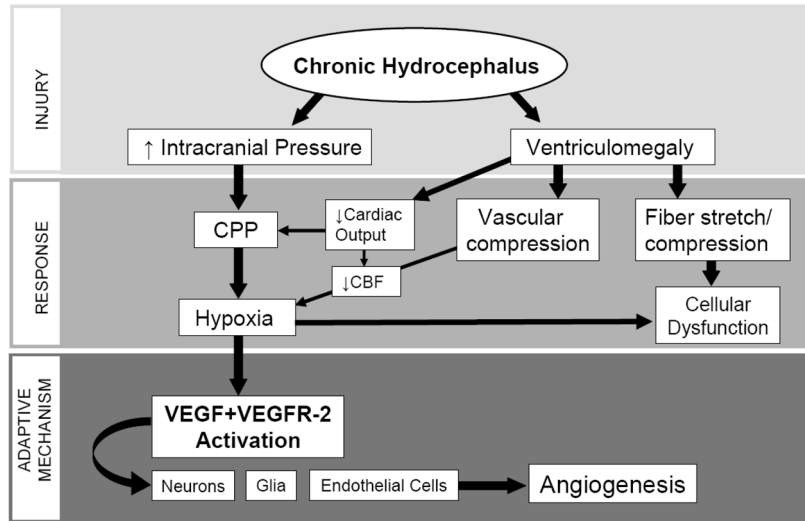 INJURY
Chronic Hydrocephalus
↑ Intracranial Pressure
Ventriculomegaly
RESPONSE
CPP
↓Cardiac
Output
↓CBF
Vascular
compression
Fiber stretch/
compression
Hypoxia
Cellular
Dysfunction
ADAPTIVE
MECHANISM
VEGF+VEGFR-2
Activation
Neurons
Glia
Endothelial Cells
Angiogenesis